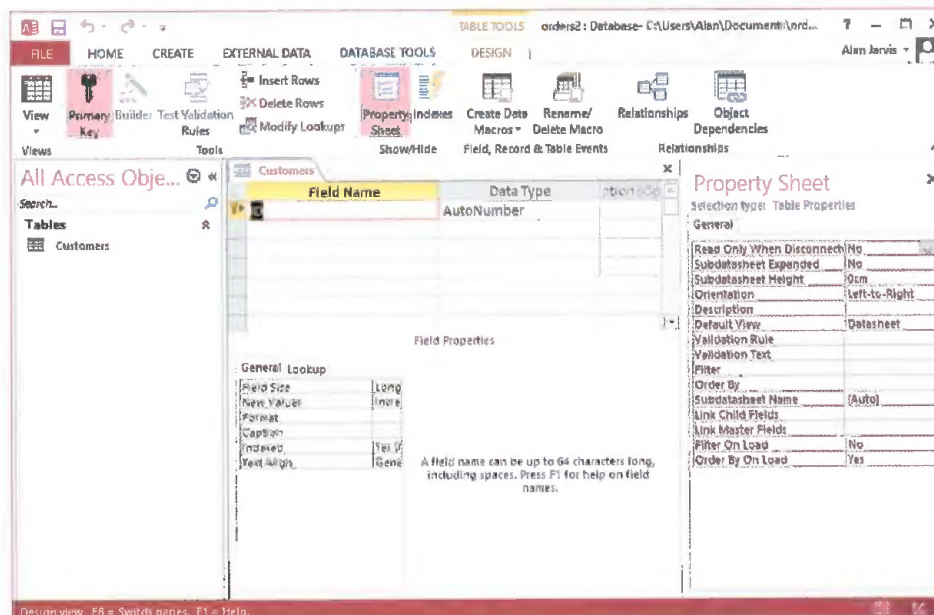 TABLE TOOLS orders2 : Database- C:\Users\Alan\Documents\ord... ?
FILE HOME CREATE EXTERNAL DATA DATABASE TOOLS DESIGN Alan Jarvis
View Primary Key Builder Test Validation Rules
Insert Rows
Delete Rows
Modify Lookups
Property Sheet Indexes
Create Data Macros Rename/ Delete Macro
Relationships Object Dependencies
Views Tools Show/Hide Field, Record & Table Events Relationships
All Access Obje...
Search...
Tables
Customers
Customers
Field Name Data Type
AutoNumber
Field Properties
General Lookup
Field Size Long
New Values Incre
Format
Caption
Indexed Yes
Text Align Gene
A field name can be up to 64 characters long,
including spaces. Press F1 for help on field
names.
Property Sheet
Selection type: Table Properties
General
Read Only When Disconnect No
Subdatasheet Expanded No
Subdatasheet Height 0cm
Orientation Left-to-Right
Description
Default View Datasheet
Validation Rule
Validation Text
Filter
Order By
Subdatasheet Name [Auto]
Link Child Fields
Link Master Fields
Filter On Load No
Order By On Load Yes
Design view. F6 = Switch panes. F1 = Help.